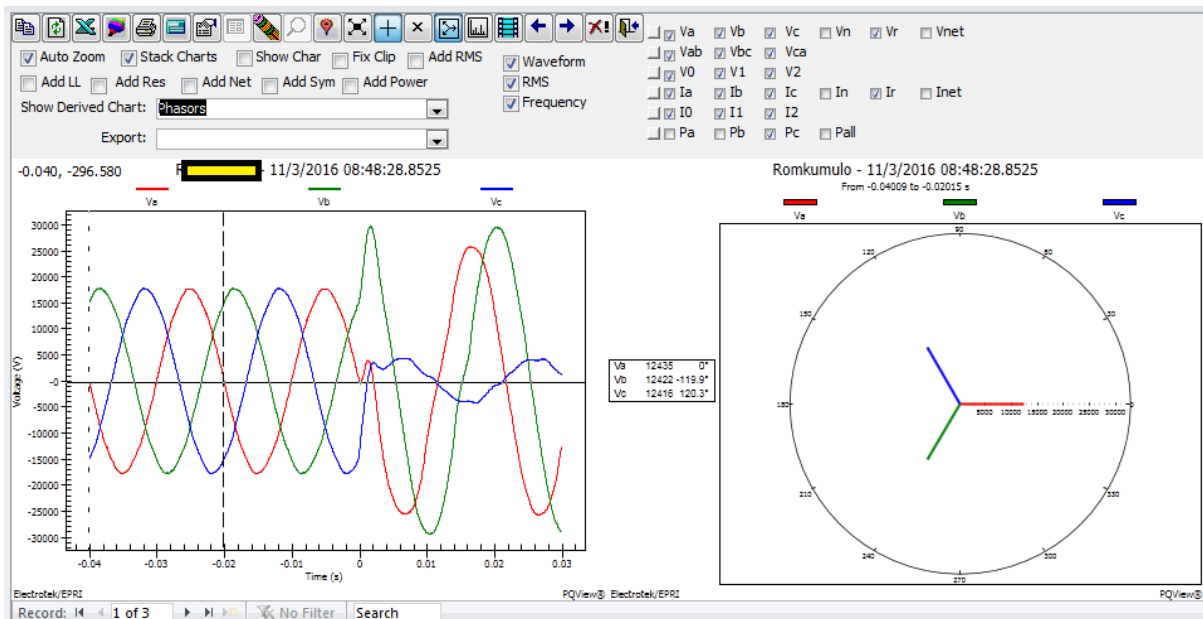 Va Vb Vc Vn Vr Vnet
Auto Zoom Stack Charts Show Char Fix Clip Add RMS Waveform
Vab Vbc Vca
V0 V1 V2
Add LL Add Res Add Net Add Sym Add Power RMS
Ia Ib Ic In Ir Inet
Show Derived Chart: Phasors Frequency
I0 I1 I2
Pa Pb Pc Pall
Export:
-0.040, -296.580 - 11/3/2016 08:48:28.8525
Va Vb Vc
30000
25000
20000
15000
10000
5000
-0
-5000
-10000
-15000
-20000
-25000
-30000
Voltage (V)
-0.04 -0.03 -0.02 -0.01 0.00 0.01 0.02 0.03
Time (s)
Electrotek/EPRI PQView®
Romkumulo - 11/3/2016 08:48:28.8525
From -0.04009 to -0.02015 s
Va Vb Vc
Va 12435 0°
Vb 12422 -119.9°
Vc 12416 120.3°
90
120
150
180
210
240
270
300
330
5000 10000 15000 20000 25000 30000
Electrotek/EPRI PQView®
Record: 1 of 3 No Filter Search